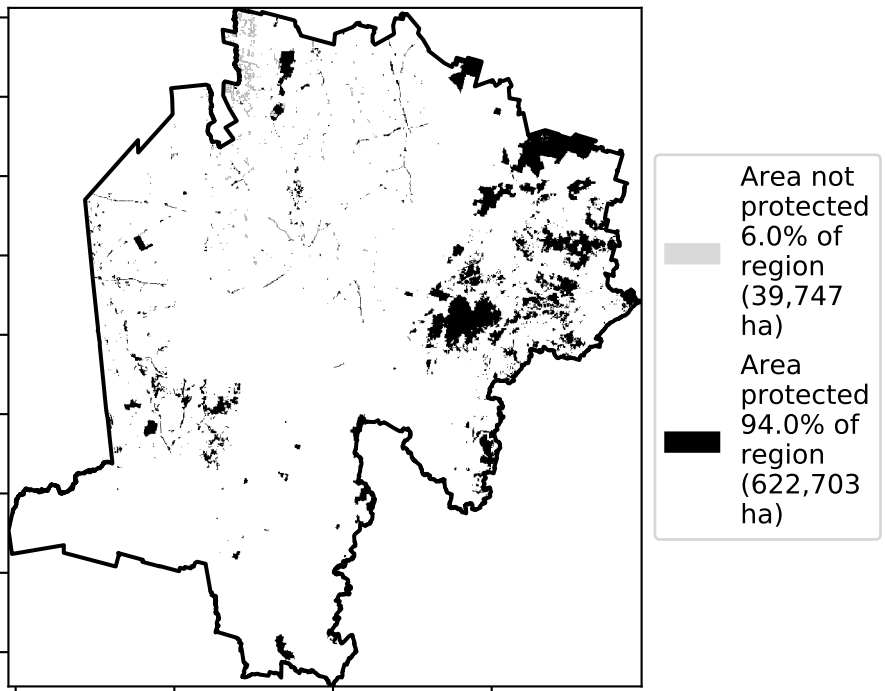 Area not
protected
6.0% of
region
(39,747
ha)
Area
protected
94.0% of
region
(622,703
ha)